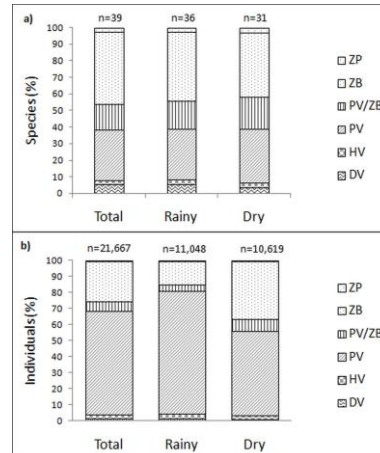 a)
n=39 n=36 n=31
Species (%)
100
90
80
70
60
50
40
30
20
10
0
Total Rainy Dry
ZP
ZB
PV/ZB
PV
HV
DV
b)
n=21,667 n=11,048 n=10,619
Individuals (%)
100
90
80
70
60
50
40
30
20
10
0
Total Rainy Dry
ZP
ZB
PV/ZB
PV
HV
DV